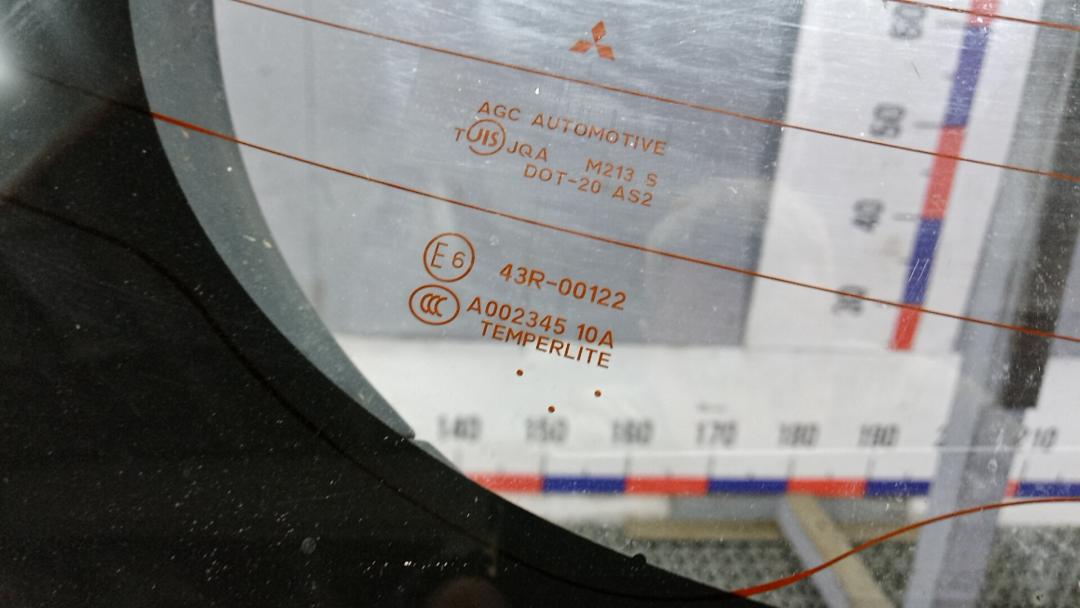 AGC AUTOMOTIVE
T JIS JQA M213 S
DOT-20 AS2
E6 43R-00122
CCC A002345 10A
TEMPERLITE
60
50
40
30
140 150 160 170 180 190 210